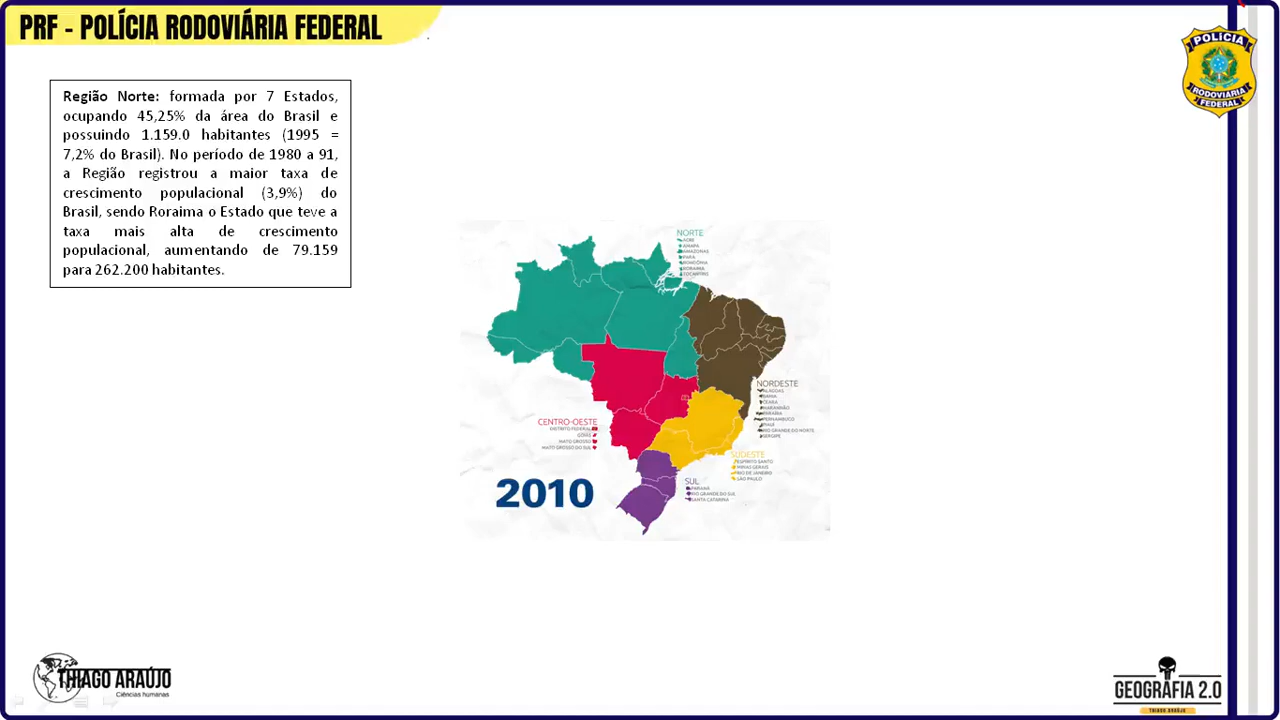 PRF - POLÍCIA RODOVIÁRIA FEDERAL
POLÍCIA
RODOVIÁRIA
FEDERAL
Região Norte: formada por 7 Estados,
ocupando 45,25% da área do Brasil e
possuindo 1.159.0 habitantes (1995 =
7,2% do Brasil). No período de 1980 a 91,
a Região registrou a maior taxa de
crescimento populacional (3,9%) do
Brasil, sendo Roraima o Estado que teve a
taxa mais alta de crescimento
populacional, aumentando de 79.159
para 262.200 habitantes.
NORTE
ACRE
AMAPÁ
AMAZONAS
PARÁ
RONDÔNIA
RORAIMA
TOCANTINS
NORDESTE
ALAGOAS
BAHIA
CEARÁ
MARANHÃO
PARAÍBA
PERNAMBUCO
PIAUÍ
RIO GRANDE DO NORTE
SERGIPE
CENTRO-OESTE
DISTRITO FEDERAL
GOIÁS
MATO GROSSO
MATO GROSSO DO SUL
SUDESTE
ESPÍRITO SANTO
MINAS GERAIS
RIO DE JANEIRO
SÃO PAULO
SUL
PARANÁ
RIO GRANDE DO SUL
SANTA CATARINA
2010
THIAGO ARAÚJO
Ciências humanas
GEOGRAFIA 2.0
THIAGO ARAÚJO